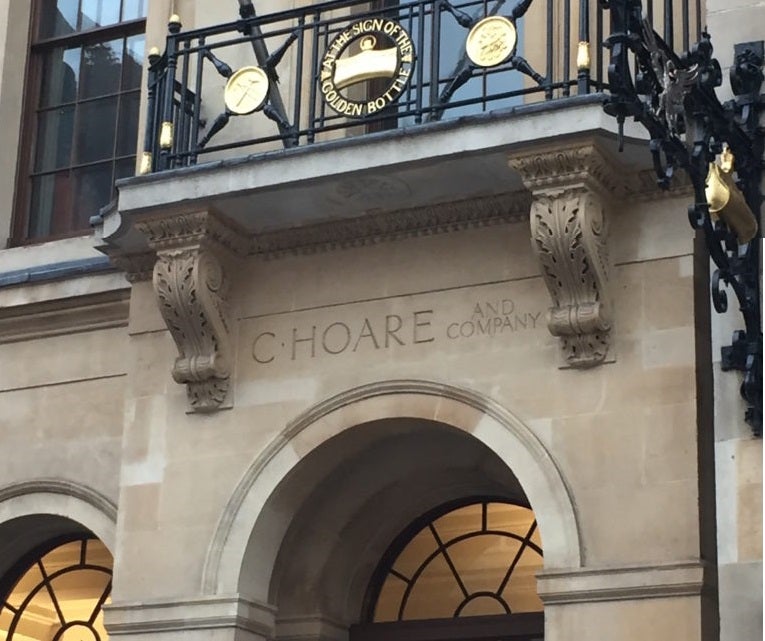 AT THE SIGN OF THE
GOLDEN BOTTLE
C·HOARE AND COMPANY